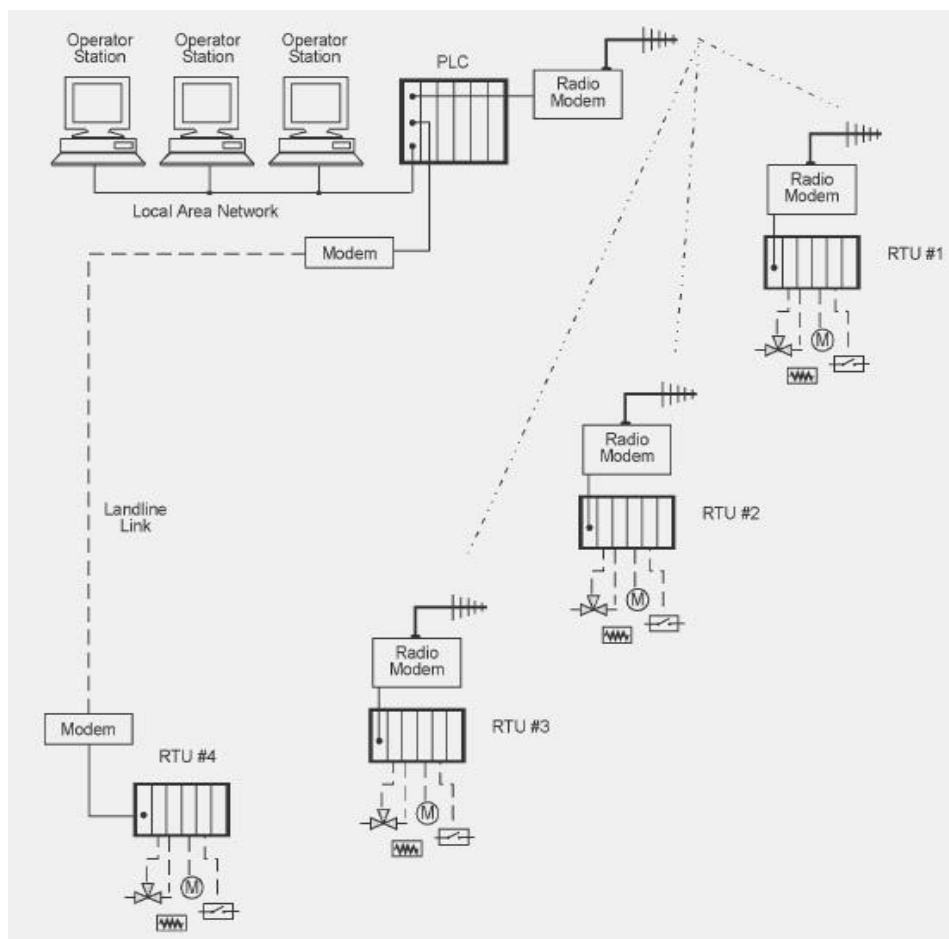 Operator
Station
Operator
Station
Operator
Station
PLC
Radio
Modem
Radio
Modem
RTU #1
Local Area Network
Modem
M
Radio
Modem
RTU #2
Landline
Link
M
Radio
Modem
RTU #3
Modem
RTU #4
M
M